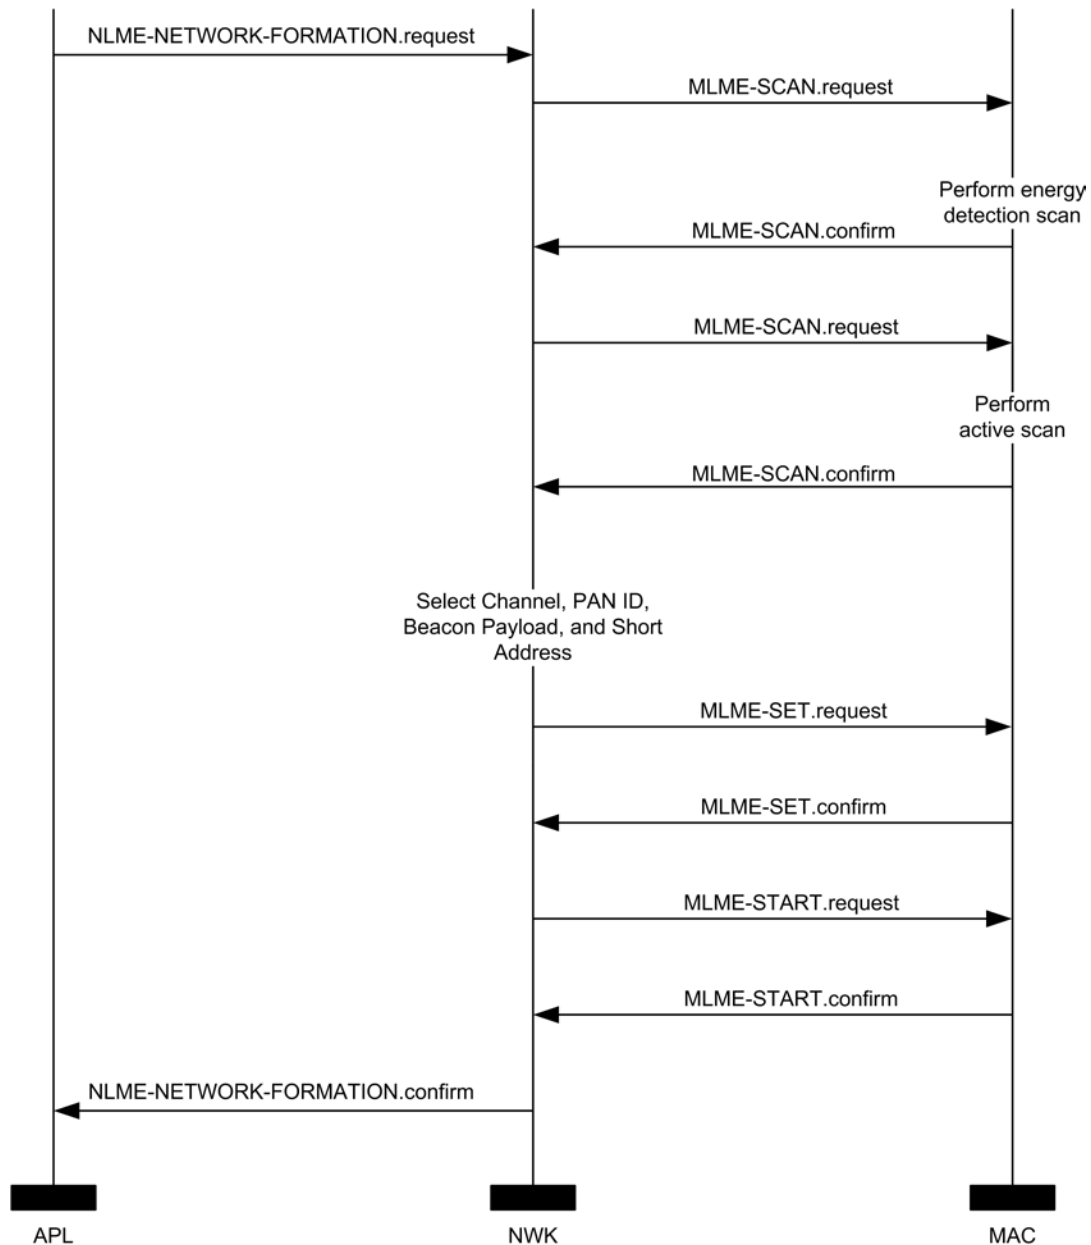 NLME-NETWORK-FORMATION.request
MLME-SCAN.request
Perform energy
detection scan
MLME-SCAN.confirm
MLME-SCAN.request
Perform
active scan
MLME-SCAN.confirm
Select Channel, PAN ID,
Beacon Payload, and Short
Address
MLME-SET.request
MLME-SET.confirm
MLME-START.request
MLME-START.confirm
NLME-NETWORK-FORMATION.confirm
APL
NWK
MAC